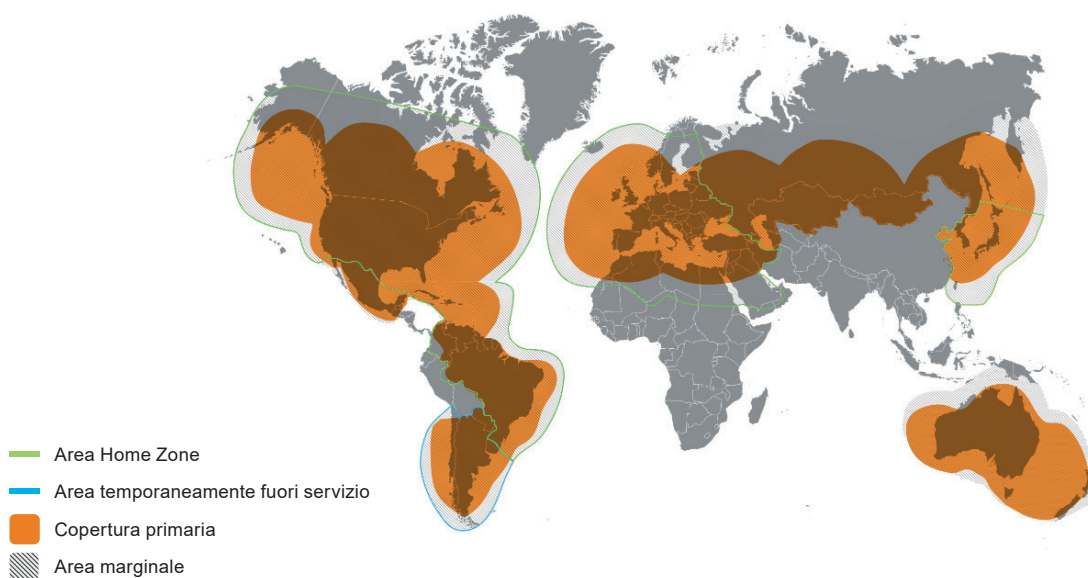 Area Home Zone
Area temporaneamente fuori servizio
Copertura primaria
Area marginale